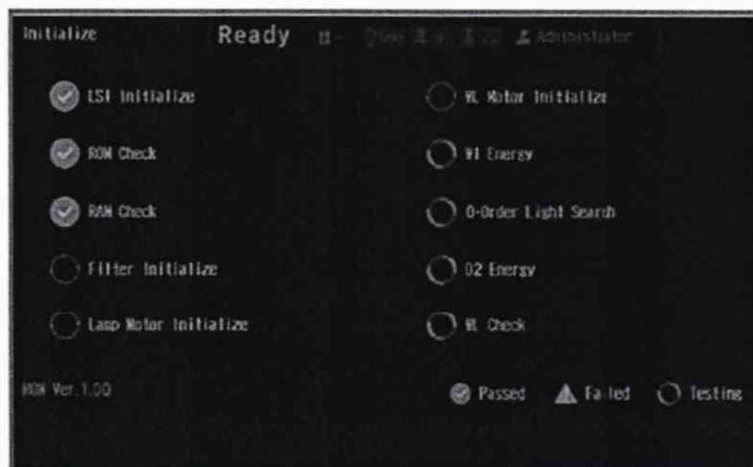 Initialize
Ready
Administrator
LSI Initialize
ROM Check
RAM Check
Filter Initialize
Lamp Motor Initialize
WL Motor Initialize
WI Energy
0-Order Light Search
D2 Energy
WL Check
ROM Ver.1.00
Passed
Failed
Testing